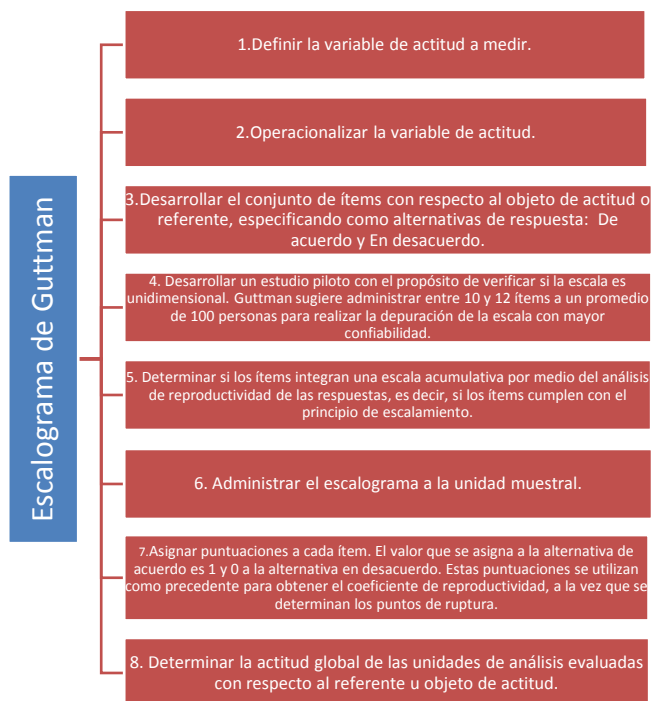 Escalograma de Guttman
1.Definir la variable de actitud a medir.
2.Operacionalizar la variable de actitud.
3.Desarrollar el conjunto de ítems con respecto al objeto de actitud o
referente, especificando como alternativas de respuesta: De
acuerdo y En desacuerdo.
4. Desarrollar un estudio piloto con el propósito de verificar si la escala es
unidimensional. Guttman sugiere administrar entre 10 y 12 ítems a un promedio
de 100 personas para realizar la depuración de la escala con mayor
confiabilidad.
5. Determinar si los ítems integran una escala acumulativa por medio del análisis
de reproductividad de las respuestas, es decir, si los ítems cumplen con el
principio de escalamiento.
6. Administrar el escalograma a la unidad muestral.
7.Asignar puntuaciones a cada ítem. El valor que se asigna a la alternativa de
acuerdo es 1 y 0 a la alternativa en desacuerdo. Estas puntuaciones se utilizan
como precedente para obtener el coeficiente de reproductividad, a la vez que se
determinan los puntos de ruptura.
8. Determinar la actitud global de las unidades de análisis evaluadas
con respecto al referente u objeto de actitud.